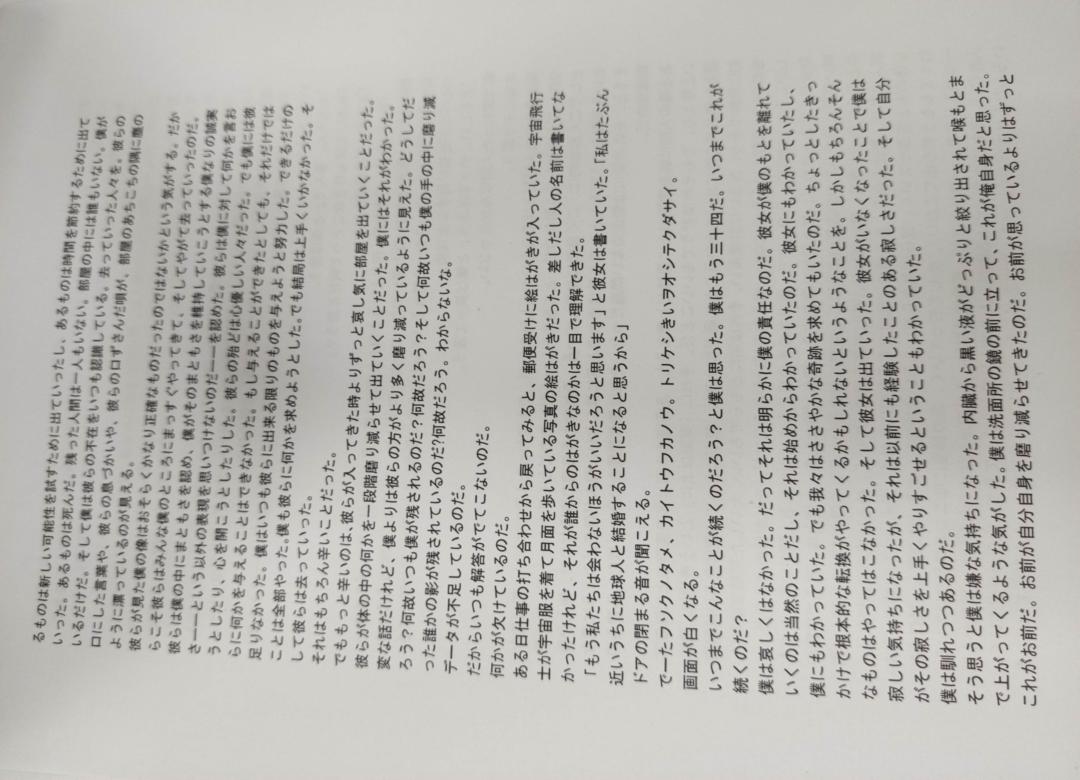 るものは新しい可能性を試すために出ていったし、あるものは時間を節約するために出て
いった。あるものは死んだ。残った人間は一人もいない。部屋の中には誰もいない。僕が
いるだけだ。そして僕は彼らの不在をいつも認識している。去っていった人々を。彼らの
口にした言葉や、彼らの息づかいや、彼らの口ずさんだ唄が、部屋のあちこちの隅に塵の
ように漂っているのが見える。
彼らが見た僕の像はおそらくかなり正確なものだったのではないかという気がする。だか
らこそ彼らはみんな僕のところにまっすぐやってきて、そしてやがて去っていったのだ。
彼らは僕の中にまともさを認め、僕がそのまともさを維持していこうとする僕なりの誠実
さ――という以外の表現を思いつけないのだ――を認めた。彼らは僕に対して何かを言お
うとしたり、心を開こうとしたりした。彼らの殆どは心優しい人々だった。でも僕には彼
らに何かを与えることはできなかった。もし与えることができたとしても、それだけでは
足りなかった。僕はいつも彼らに出来る限りのものを与えようと努力した。できるだけの
ことは全部やった。僕も彼らに何かを求めようとした。でも結局は上手くいかなかった。そ
して彼らは去っていった。
それはもちろん辛いことだった。
でももっと辛いのは、彼らが入ってきた時よりずっと哀し気に部屋を出ていくことだった。
彼らが体の中の何かを一段階磨り減らせて出ていくことだった。僕にはそれがわかった。
変な話だけれど、僕よりは彼らの方がより多く磨り減っているように見えた。どうしてだ
ろう？何故いつも僕が残されるのだ？何故だろう？そして何故いつも僕の手の中に磨り減
った誰かの影が残されているのだ？何故だろう。わからないな。
データが不足しているのだ。
だからいつも解答がでてこないのだ。
何かが欠けているのだ。
ある日仕事の打ち合わせから戻ってみると、郵便受けに絵はがきが入っていた。宇宙飛行
士が宇宙服を着て月面を歩いている写真の絵はがきだった。差しだし人の名前は書いてな
かったけれど、それが誰からのはがきなのかは一目で理解できた。
「もう私たちは会わないほうがいいだろうと思います」と彼女は書いていた。「私はたぶん
近いうちに地球人と結婚することになると思うから」
ドアの閉まる音が聞こえる。
でーたフソクノタメ、カイトウフカノウ。トリケシきいヲオシテクダサイ。
画面が白くなる。
いつまでこんなことが続くのだろう？と僕は思った。僕はもう三十四だ。いつまでこれが
続くのだ？
僕は哀しくはなかった。だってそれは明らかに僕の責任なのだ。彼女が僕のもとを離れて
いくのは当然のことだし、それは始めからわかっていたのだ。彼女にもわかっていたし、
僕にもわかっていた。でも我々はささやかな奇跡を求めてもいたのだ。ちょっとしたきっ
かけで根本的な転換がやってくるかもしれないというようなことを。しかしもちろんそん
なものはやってはこなかった。そして彼女は出ていった。彼女がいなくなったことで僕は
寂しい気持ちになったが、それは以前にも経験したことのある寂しさだった。そして自分
がその寂しさを上手くやりすごせるということもわかっていた。
僕は馴れつつあるのだ。
そう思うと僕は嫌な気持ちになった。内臓から黒い液がどっぷりと絞り出されて喉もとま
で上がってくるような気がした。僕は洗面所の鏡の前に立って、これが俺自身だと思った。
これがお前だ。お前が自分自身を磨り減らせてきたのだ。お前が思っているよりはずっと